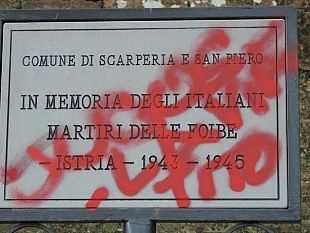 COMUNE DI SCARPERIA E SAN PIERO
IN MEMORIA DEGLI ITALIANI
MARTIRI DELLE FOIBE
- ISTRIA - 1943 - 1945